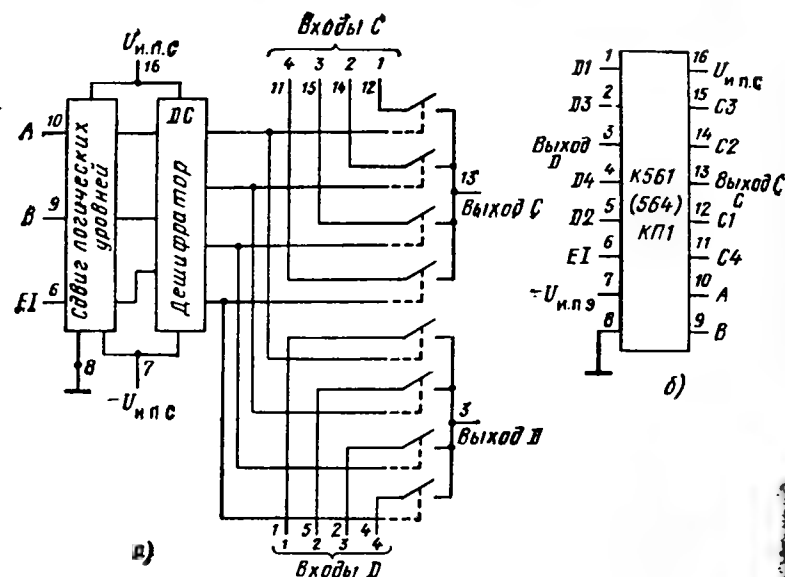 Входы C
4 3 2 1
11 15 14 12
U и.п.с
16
DC
A 10
B 9
EI 6
Сдвиг логических уровней
Дешифратор
8
7
-U и п с
13
Выход C
3
Выход D
1 5 2 4
1 2 3 4
Входы D
а)
D1 1
D3 2
Выход D 3
D4 4
D2 5
EI 6
-U и.п э 7
8
К561
(564)
КП1
16 U и п.с
15 C3
14 C2
13 Выход C
C
12 C1
11 C4
10 A
9 B
б)